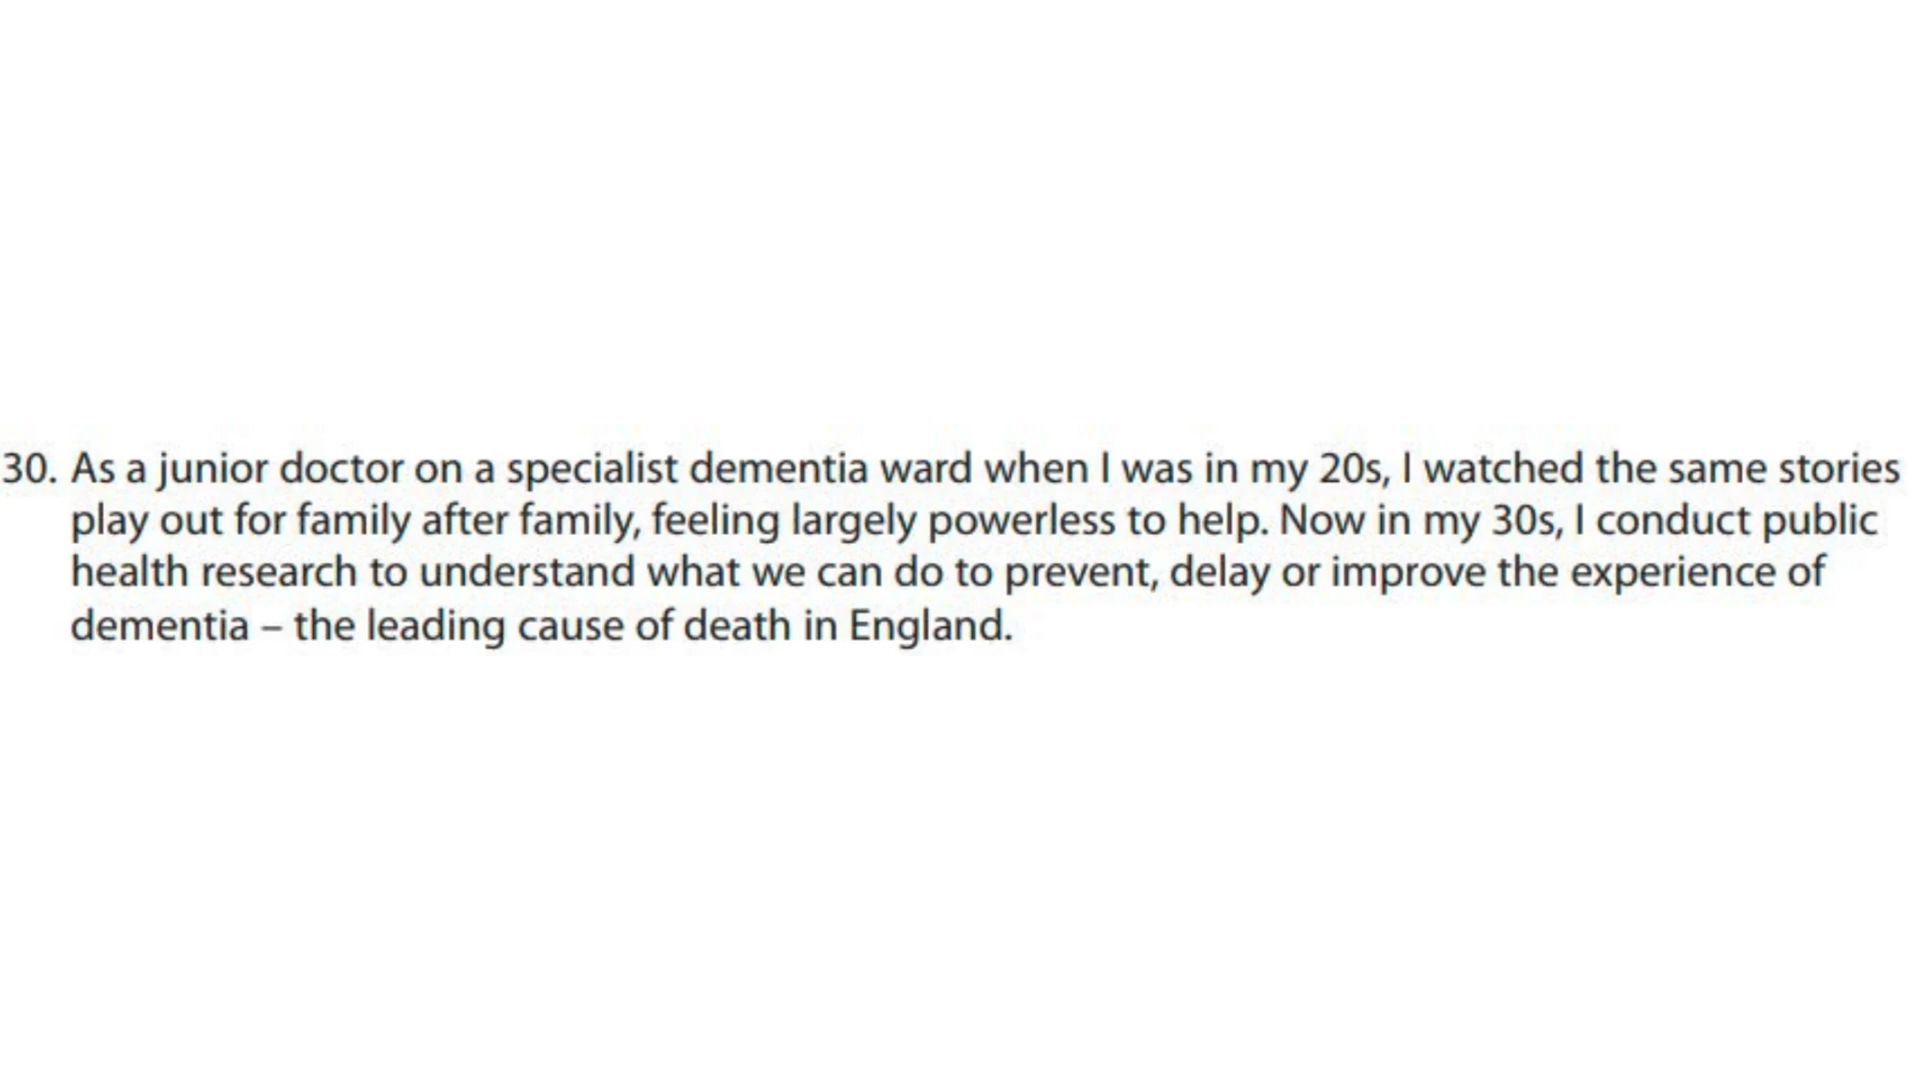 30. As a junior doctor on a specialist dementia ward when I was in my 20s, I watched the same stories
play out for family after family, feeling largely powerless to help. Now in my 30s, I conduct public
health research to understand what we can do to prevent, delay or improve the experience of
dementia – the leading cause of death in England.